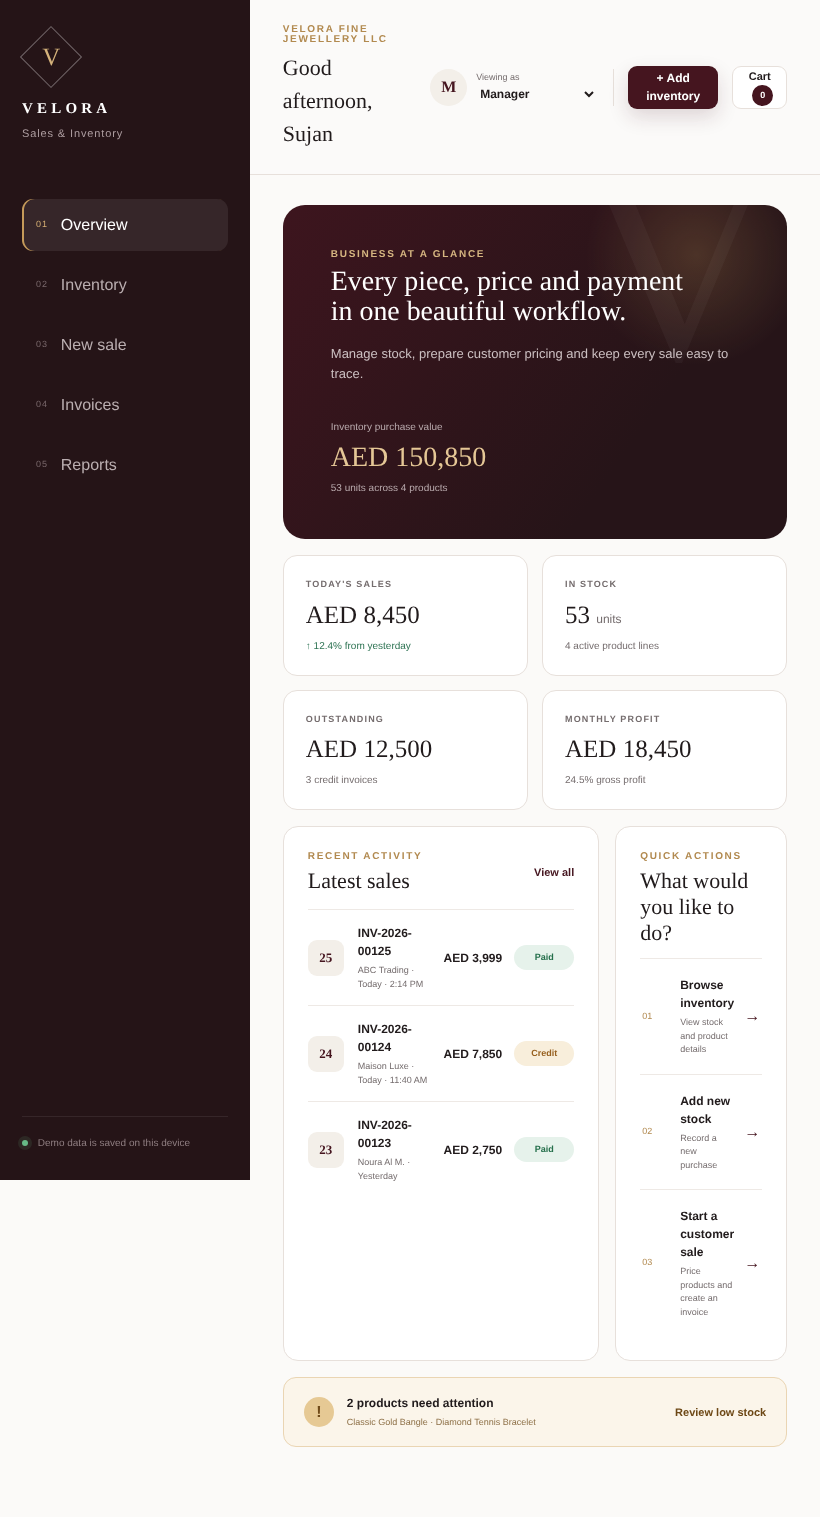 V
VELORA
Sales & Inventory
01 Overview
02 Inventory
03 New sale
04 Invoices
05 Reports
Demo data is saved on this device
VELORA FINE
JEWELLERY LLC
Good
afternoon,
Sujan
M
Viewing as
Manager
+ Add
inventory
Cart
0
BUSINESS AT A GLANCE
Every piece, price and payment
in one beautiful workflow.
Manage stock, prepare customer pricing and keep every sale easy to
trace.
Inventory purchase value
AED 150,850
53 units across 4 products
V
TODAY'S SALES
AED 8,450
↑ 12.4% from yesterday
IN STOCK
53 units
4 active product lines
OUTSTANDING
AED 12,500
3 credit invoices
MONTHLY PROFIT
AED 18,450
24.5% gross profit
RECENT ACTIVITY
Latest sales
View all
25
INV-2026-
00125
ABC Trading ·
Today · 2:14 PM
AED 3,999
Paid
24
INV-2026-
00124
Maison Luxe ·
Today · 11:40 AM
AED 7,850
Credit
23
INV-2026-
00123
Noura Al M. ·
Yesterday
AED 2,750
Paid
QUICK ACTIONS
What would
you like to
do?
01
Browse
inventory
View stock
and product
details
→
02
Add new
stock
Record a
new
purchase
→
03
Start a
customer
sale
Price
products and
create an
invoice
→
!
2 products need attention
Classic Gold Bangle · Diamond Tennis Bracelet
Review low stock